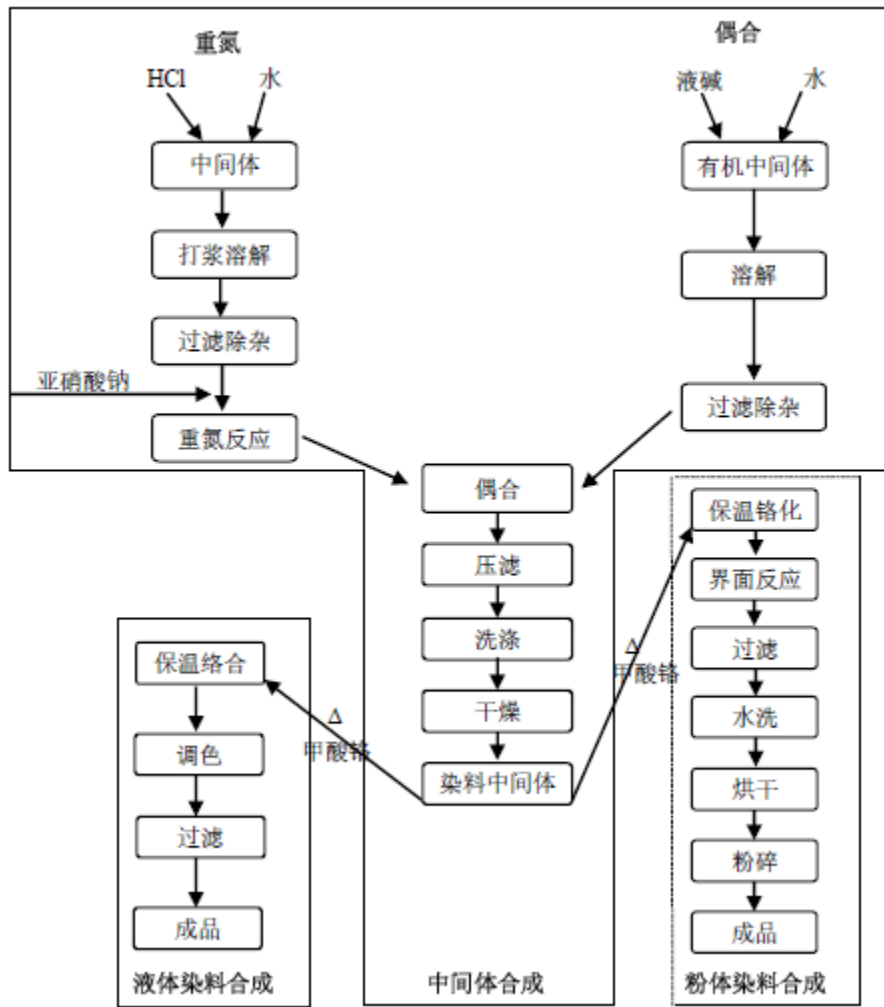 重氮
偶合
HCl
水
液碱
水
中间体
有机中间体
打浆溶解
溶解
过滤除杂
亚硝酸钠
过滤除杂
重氮反应
偶合
保温铬化
压滤
界面反应
洗涤
过滤
保温络合
Δ
甲酸铬
Δ
甲酸铬
干燥
水洗
调色
染料中间体
烘干
过滤
粉碎
成品
成品
液体染料合成
中间体合成
粉体染料合成